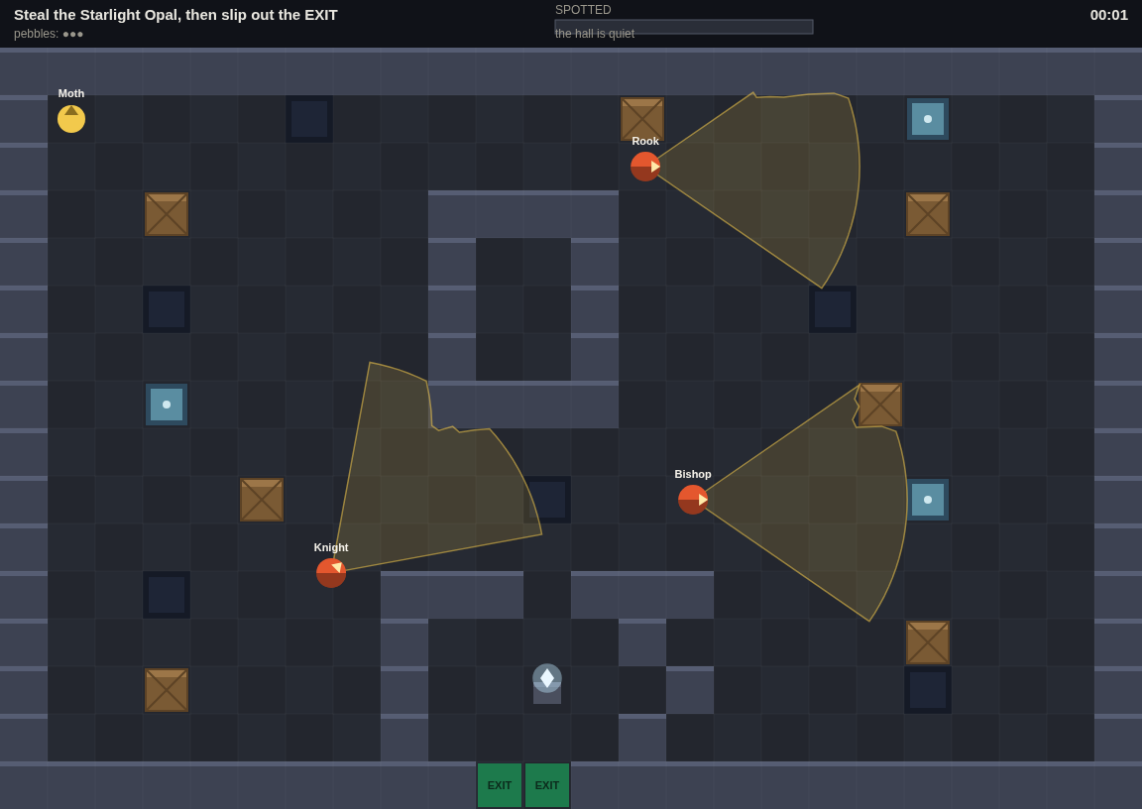 Steal the Starlight Opal, then slip out the EXIT
SPOTTED
00:01
pebbles: ●●●
the hall is quiet
Moth
Rook
Bishop
Knight
EXIT EXIT